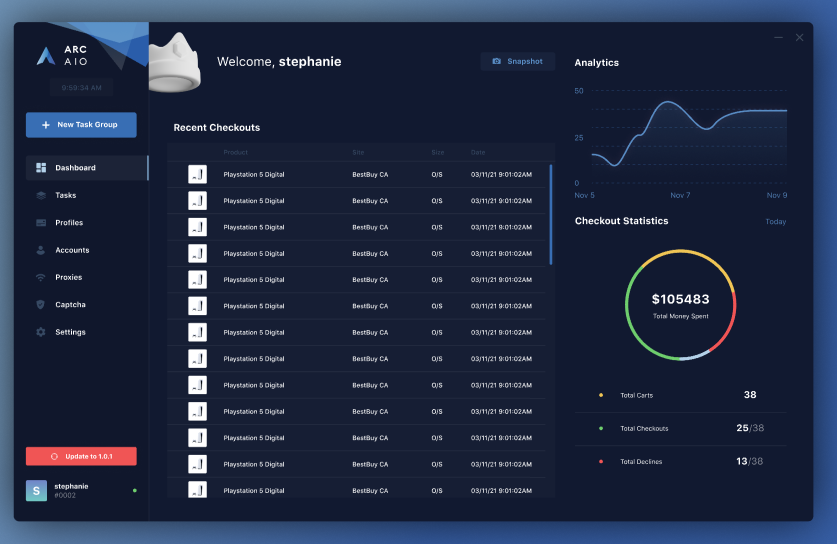 ARC
AIO
9:59:34 AM
New Task Group
Dashboard
Tasks
Profiles
Accounts
Proxies
Captcha
Settings
Update to 1.0.1
S
stephanie
#0002
Welcome, stephanie
Snapshot
Recent Checkouts
Product Site Size Date
Playstation 5 Digital BestBuy CA O/S 03/11/21 9:01:02AM
Playstation 5 Digital BestBuy CA O/S 03/11/21 9:01:02AM
Playstation 5 Digital BestBuy CA O/S 03/11/21 9:01:02AM
Playstation 5 Digital BestBuy CA O/S 03/11/21 9:01:02AM
Playstation 5 Digital BestBuy CA O/S 03/11/21 9:01:02AM
Playstation 5 Digital BestBuy CA O/S 03/11/21 9:01:02AM
Playstation 5 Digital BestBuy CA O/S 03/11/21 9:01:02AM
Playstation 5 Digital BestBuy CA O/S 03/11/21 9:01:02AM
Playstation 5 Digital BestBuy CA O/S 03/11/21 9:01:02AM
Playstation 5 Digital BestBuy CA O/S 03/11/21 9:01:02AM
Playstation 5 Digital BestBuy CA O/S 03/11/21 9:01:02AM
Playstation 5 Digital BestBuy CA O/S 03/11/21 9:01:02AM
Playstation 5 Digital BestBuy CA O/S 03/11/21 9:01:02AM
Analytics
50
25
0
Nov 5 Nov 7 Nov 9
Checkout Statistics Today
$105483
Total Money Spent
Total Carts 38
Total Checkouts 25/38
Total Declines 13/38